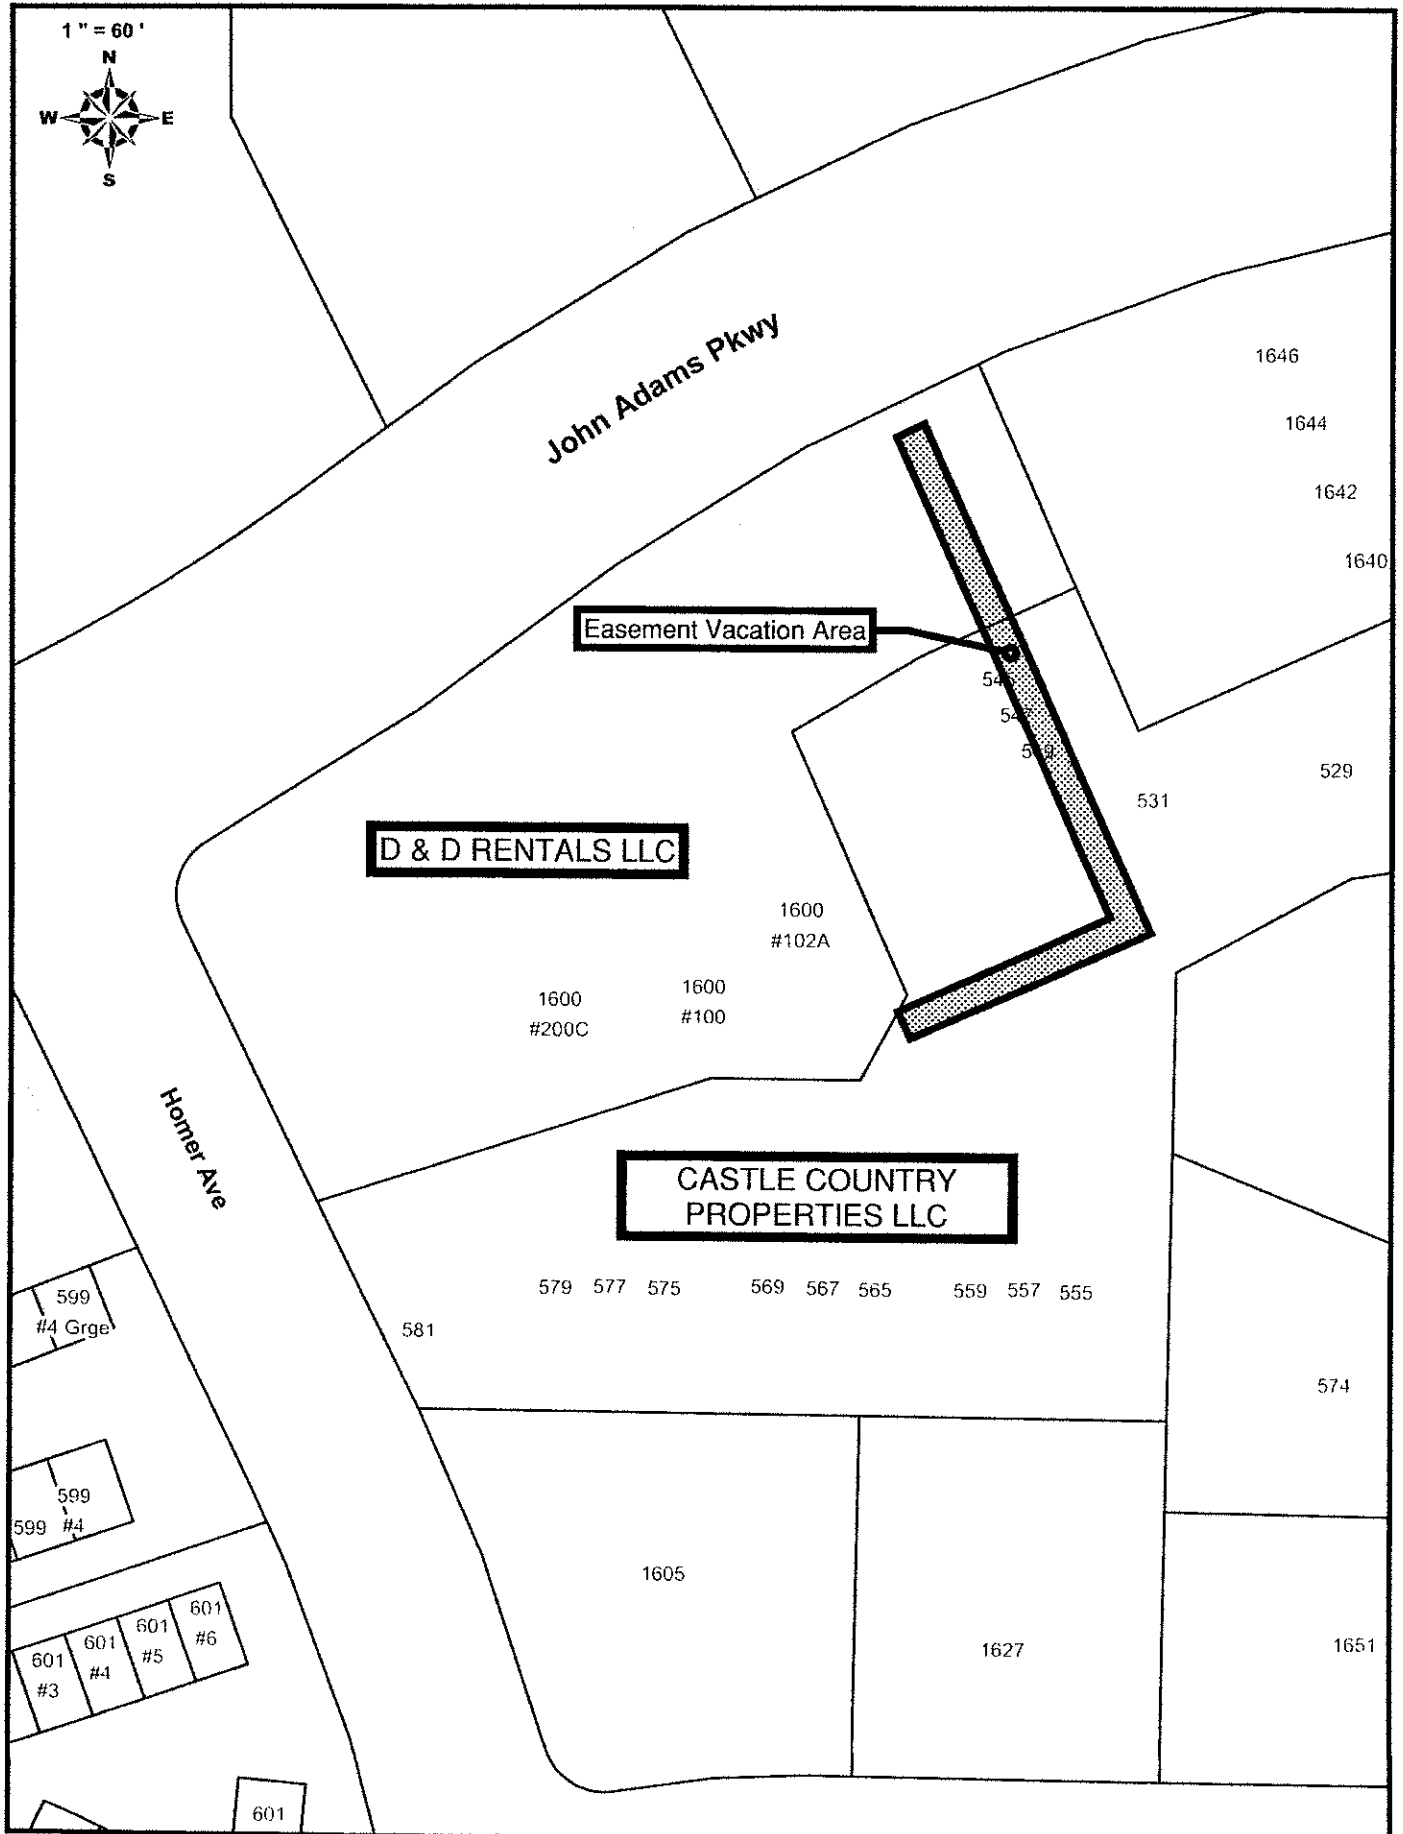 1 " = 60 '
N
W E
S
John Adams Pkwy
1646
1644
1642
1640
Easement Vacation Area
529
531
D & D RENTALS LLC
1600
#102A
1600
#100
1600
#200C
Homer Ave
CASTLE COUNTRY
PROPERTIES LLC
579 577 575 569 567 565 559 557 555
581
599
#4 Grge
574
599
#4
599
1605
601
#6
601
#5
601
#4
601
#3
1627
1651
601